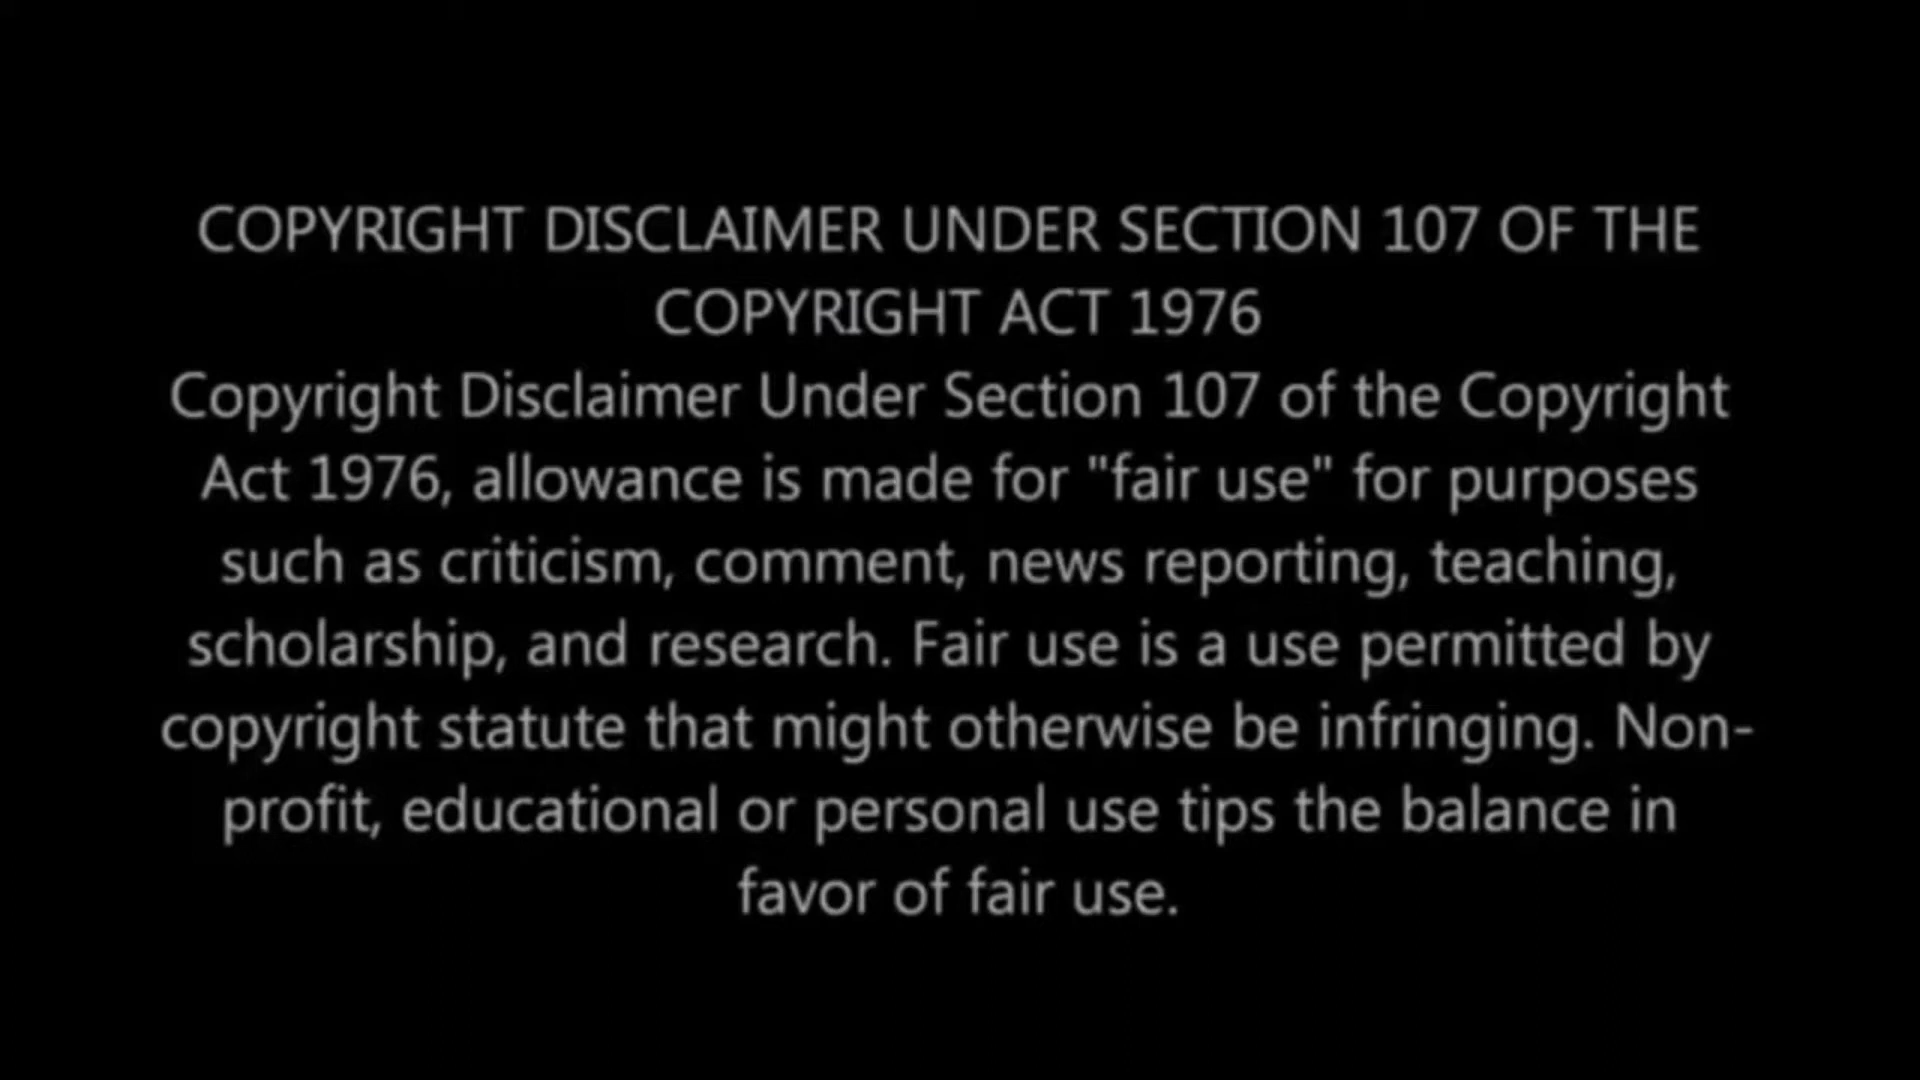 COPYRIGHT DISCLAIMER UNDER SECTION 107 OF THE
COPYRIGHT ACT 1976
Copyright Disclaimer Under Section 107 of the Copyright
Act 1976, allowance is made for "fair use" for purposes
such as criticism, comment, news reporting, teaching,
scholarship, and research. Fair use is a use permitted by
copyright statute that might otherwise be infringing. Non-
profit, educational or personal use tips the balance in
favor of fair use.